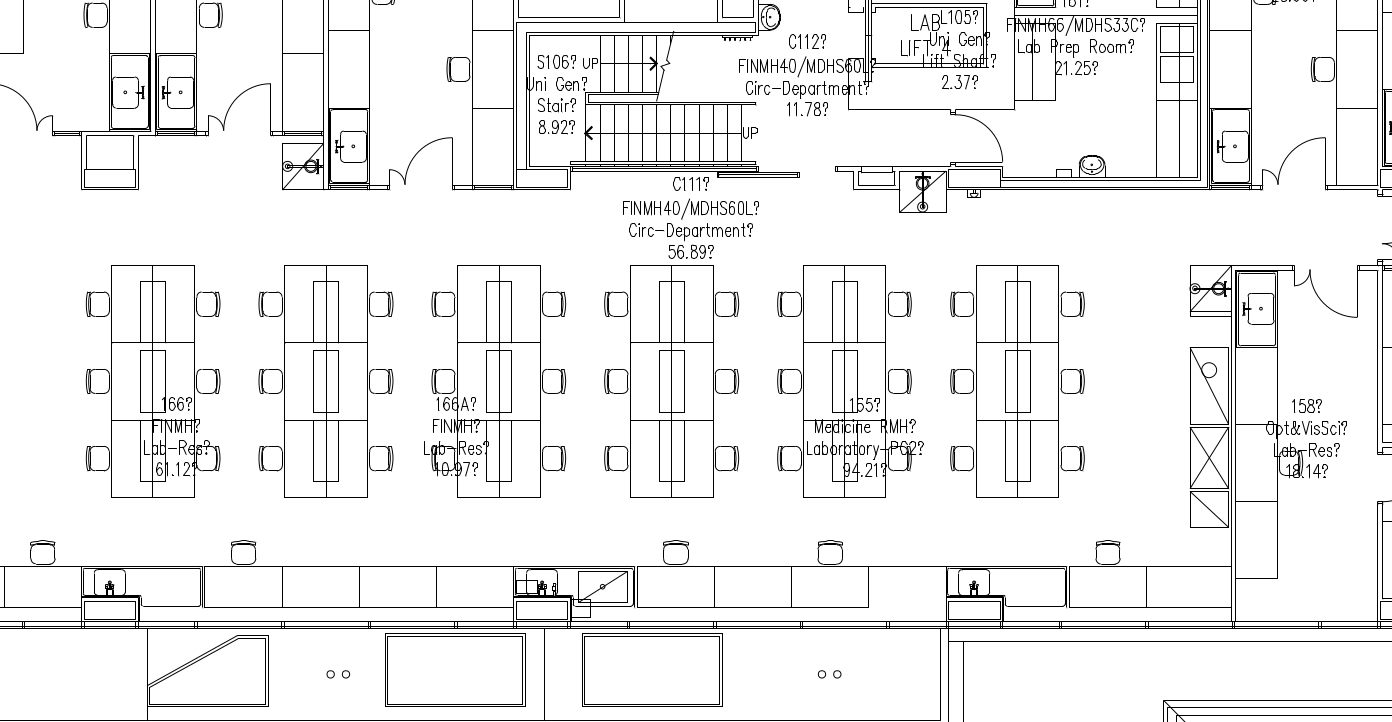 161?
FINMH66/MDHS33C?
Lab Prep Room?
21.25?
LAB
LIFT 4
L105?
Uni Gen?
Lift Shaft?
2.37?
C112?
FINMH40/MDHS60L?
Circ-Department?
11.78?
S106?
Uni Gen?
Stair?
8.92?
UP
UP
C111?
FINMH40/MDHS60L?
Circ-Department?
56.89?
166?
FINMH?
Lab-Res?
61.12?
166A?
FINMH?
Lab-Res?
10.97?
155?
Medicine RMH?
Laboratory-PC2?
94.21?
158?
Opt&VisSci?
Lab-Res?
18.14?